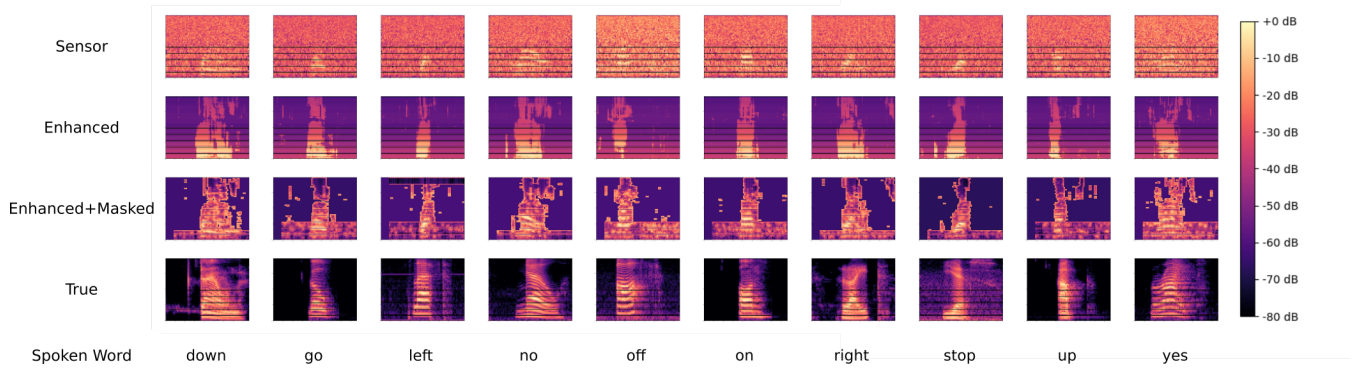 Sensor
Enhanced
Enhanced+Masked
True
Spoken Word down go left no off on right stop up yes
+0 dB
-10 dB
-20 dB
-30 dB
-40 dB
-50 dB
-60 dB
-70 dB
-80 dB